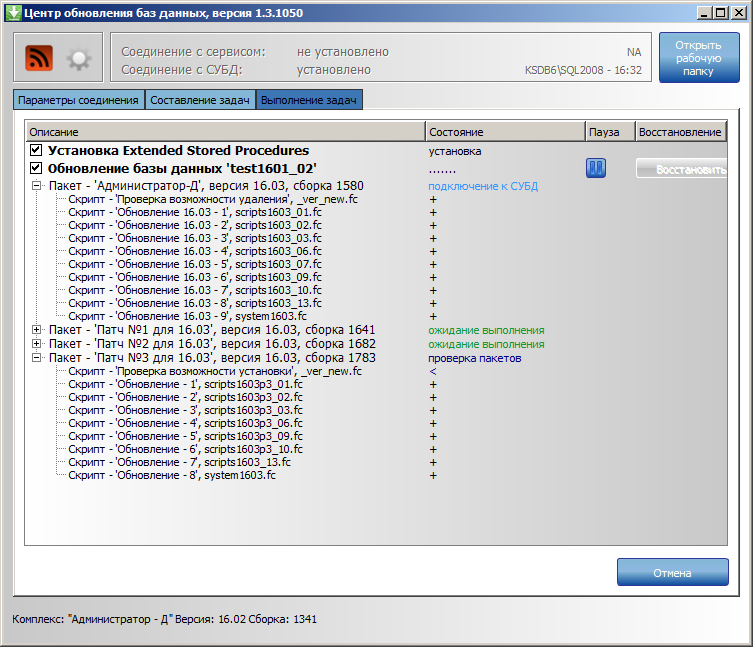 Центр обновления баз данных, версия 1.3.1050
Соединение с сервисом: не установлено NA
Соединение с СУБД: установлено KSDB6\SQL2008 - 16:32
Открыть
рабочую
папку
Параметры соединения Составление задач Выполнение задач
Описание Состояние Пауза Восстановление
Установка Extended Stored Procedures установка
Обновление базы данных 'test1601_02' ....... Восстановить
Пакет - 'Администратор-Д', версия 16.03, сборка 1580 подключение к СУБД
Скрипт - 'Проверка возможности удаления', _ver_new.fc +
Скрипт - 'Обновление 16.03 - 1', scripts1603_01.fc +
Скрипт - 'Обновление 16.03 - 2', scripts1603_02.fc +
Скрипт - 'Обновление 16.03 - 3', scripts1603_03.fc +
Скрипт - 'Обновление 16.03 - 4', scripts1603_06.fc +
Скрипт - 'Обновление 16.03 - 5', scripts1603_07.fc +
Скрипт - 'Обновление 16.03 - 6', scripts1603_09.fc +
Скрипт - 'Обновление 16.03 - 7', scripts1603_10.fc +
Скрипт - 'Обновление 16.03 - 8', scripts1603_13.fc +
Скрипт - 'Обновление 16.03 - 9', system1603.fc +
Пакет - 'Патч №1 для 16.03', версия 16.03, сборка 1641 ожидание выполнения
Пакет - 'Патч №2 для 16.03', версия 16.03, сборка 1682 ожидание выполнения
Пакет - 'Патч №3 для 16.03', версия 16.03, сборка 1783 проверка пакетов
Скрипт - 'Проверка возможности установки', _ver_new.fc <
Скрипт - 'Обновление - 1', scripts1603p3_01.fc +
Скрипт - 'Обновление - 2', scripts1603p3_02.fc +
Скрипт - 'Обновление - 3', scripts1603p3_03.fc +
Скрипт - 'Обновление - 4', scripts1603p3_06.fc +
Скрипт - 'Обновление - 5', scripts1603p3_09.fc +
Скрипт - 'Обновление - 6', scripts1603p3_10.fc +
Скрипт - 'Обновление - 7', scripts1603_13.fc +
Скрипт - 'Обновление - 8', system1603.fc +
Отмена
Комплекс: "Администратор - Д" Версия: 16.02 Сборка: 1341